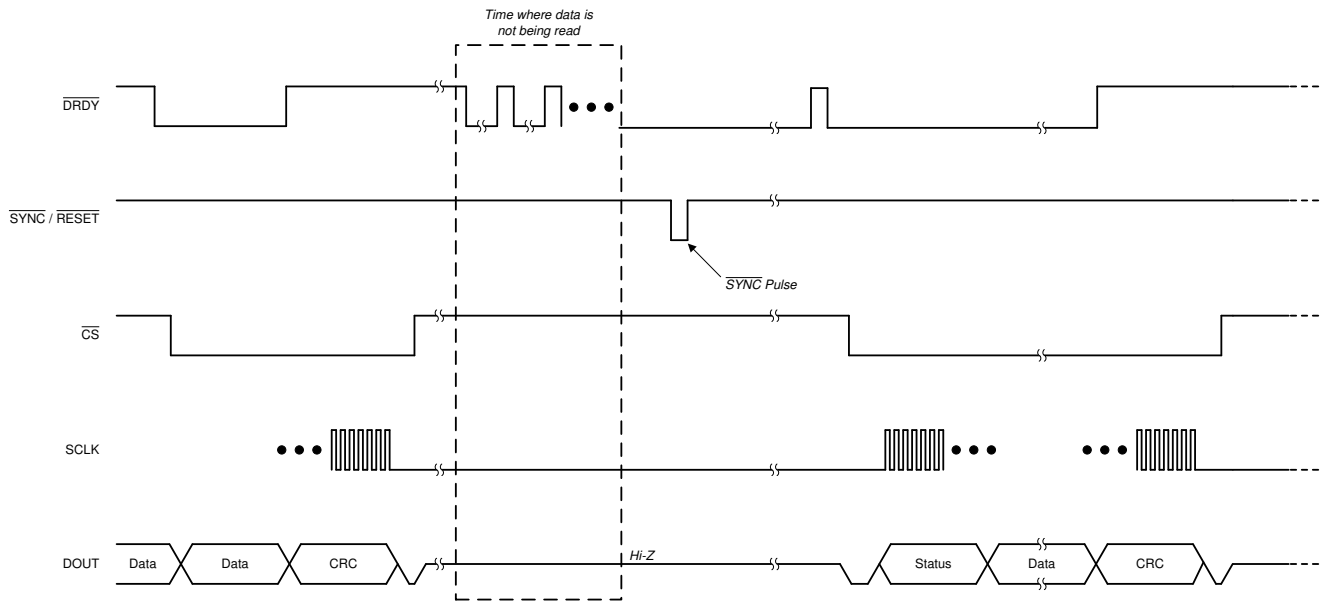 Time where data is
not being read
DRDY
SYNC / RESET
SYNC Pulse
CS
SCLK
DOUT
Data
Data
CRC
Hi-Z
Status
Data
CRC